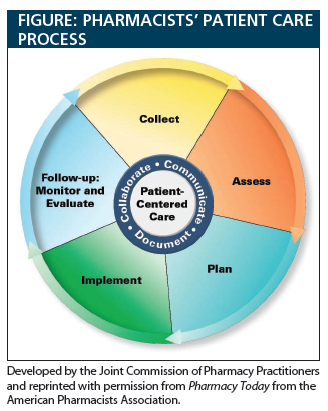 FIGURE: PHARMACISTS' PATIENT CARE
PROCESS
Collect
Assess
Plan
Implement
Follow-up:
Monitor and
Evaluate
Collaborate • Communicate • Document •
Patient-
Centered
Care
Developed by the Joint Commission of Pharmacy Practitioners
and reprinted with permission from Pharmacy Today from the
American Pharmacists Association.